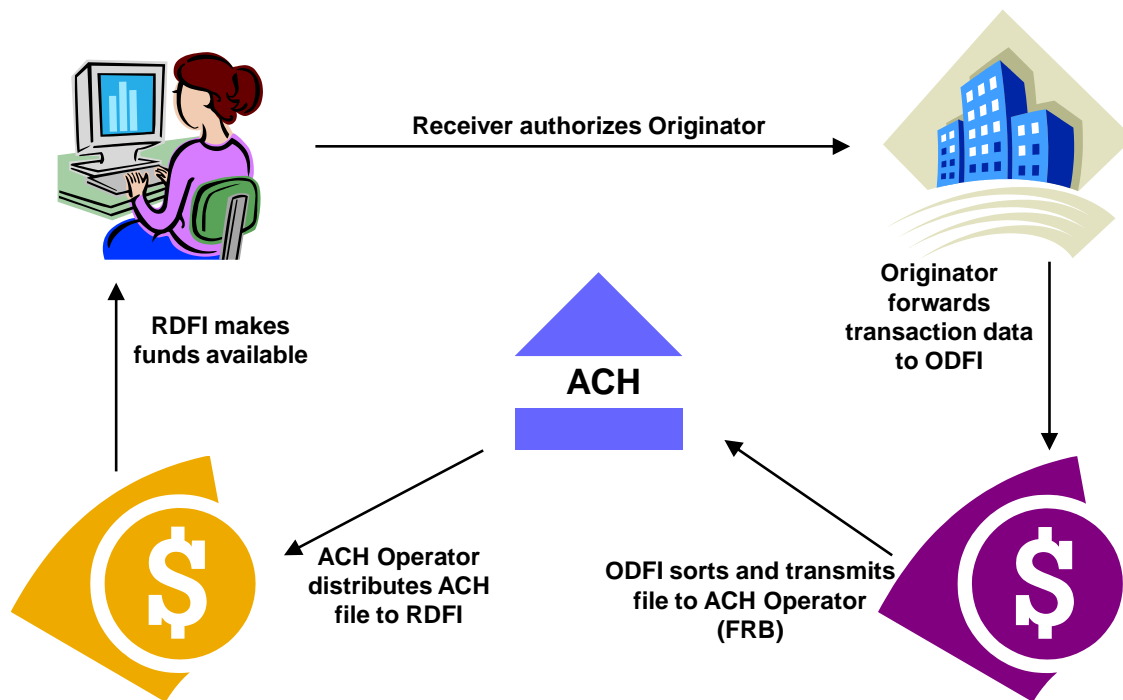 Receiver authorizes Originator
Originator
forwards
transaction data
to ODFI
RDFI makes
funds available
ACH
ACH Operator
distributes ACH
file to RDFI
ODFI sorts and transmits
file to ACH Operator
(FRB)
$
$